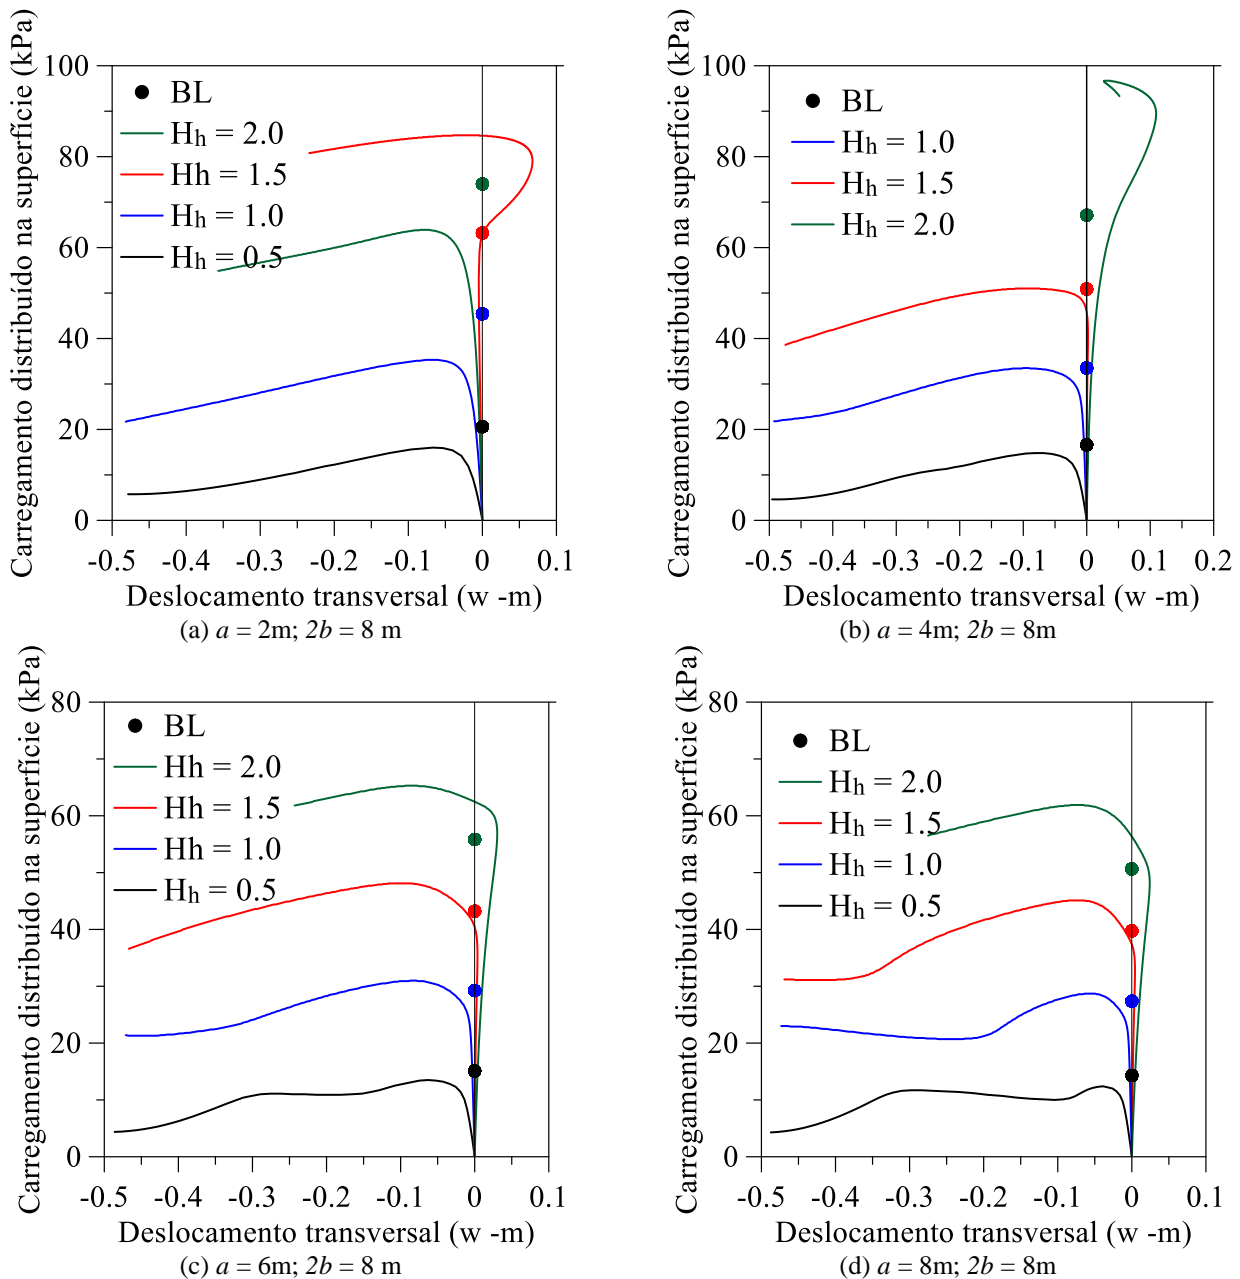 Carregamento distribuído na superfície (kPa)
100
80
60
40
20
0
BL
Hh = 2.0
Hh = 1.5
Hh = 1.0
Hh = 0.5
-0.5 -0.4 -0.3 -0.2 -0.1 0 0.1
Deslocamento transversal (w -m)
(a) a = 2m; 2b = 8 m
Carregamento distribuído na superfície (kPa)
100
80
60
40
20
0
BL
Hh = 1.0
Hh = 1.5
Hh = 2.0
-0.5 -0.4 -0.3 -0.2 -0.1 0 0.1 0.2
Deslocamento transversal (w -m)
(b) a = 4m; 2b = 8m
Carregamento distribuído na superfície (kPa)
80
60
40
20
0
BL
Hh = 2.0
Hh = 1.5
Hh = 1.0
Hh = 0.5
-0.5 -0.4 -0.3 -0.2 -0.1 0 0.1
Deslocamento transversal (w -m)
(c) a = 6m; 2b = 8 m
Carregamento distribuído na superfície (kPa)
80
60
40
20
0
BL
Hh = 2.0
Hh = 1.5
Hh = 1.0
Hh = 0.5
-0.5 -0.4 -0.3 -0.2 -0.1 0 0.1
Deslocamento transversal (w -m)
(d) a = 8m; 2b = 8m